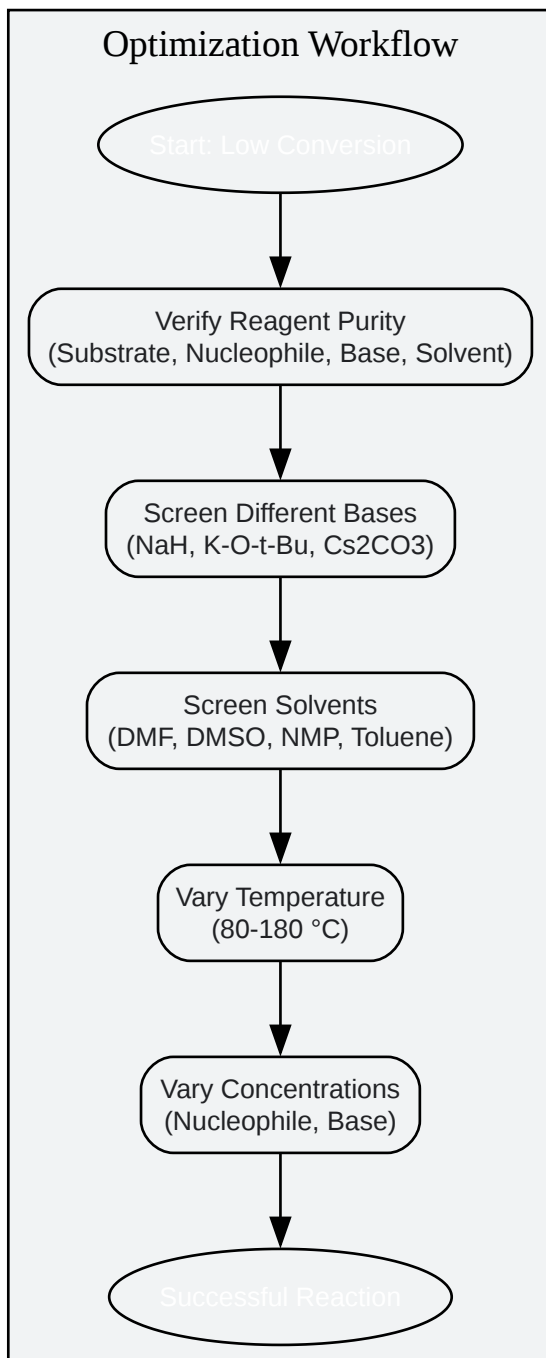 Optimization Workflow
Start: Low Conversion
Verify Reagent Purity
(Substrate, Nucleophile, Base, Solvent)
Screen Different Bases
(NaH, K-O-t-Bu, Cs2CO3)
Screen Solvents
(DMF, DMSO, NMP, Toluene)
Vary Temperature
(80-180 °C)
Vary Concentrations
(Nucleophile, Base)
Successful Reaction